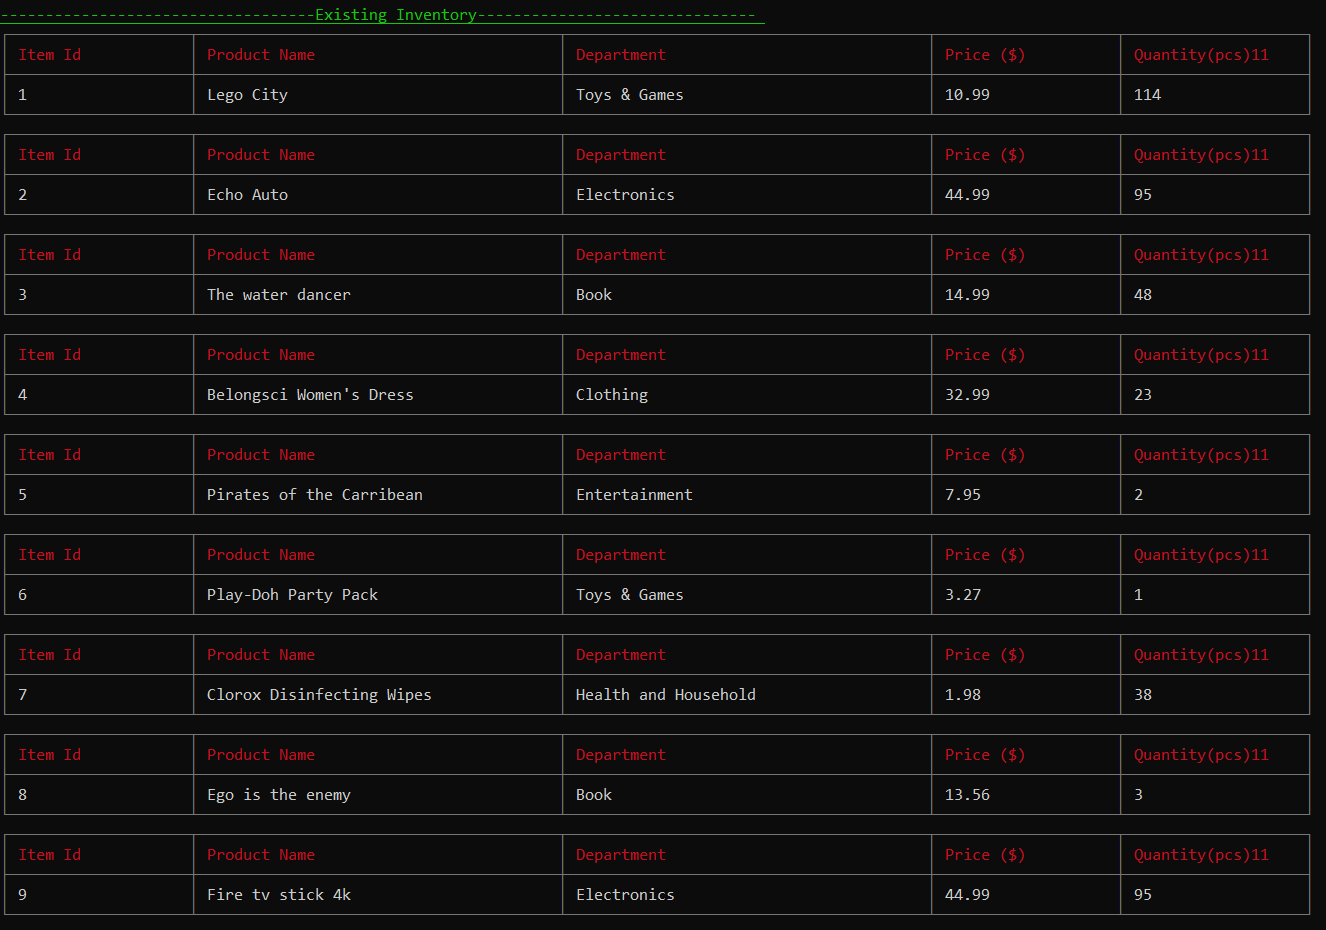 -----------------------------------Existing Inventory-------------------------------
Item Id Product Name Department Price ($) Quantity(pcs)11
1 Lego City Toys & Games 10.99 114
Item Id Product Name Department Price ($) Quantity(pcs)11
2 Echo Auto Electronics 44.99 95
Item Id Product Name Department Price ($) Quantity(pcs)11
3 The water dancer Book 14.99 48
Item Id Product Name Department Price ($) Quantity(pcs)11
4 Belongsci Women's Dress Clothing 32.99 23
Item Id Product Name Department Price ($) Quantity(pcs)11
5 Pirates of the Carribean Entertainment 7.95 2
Item Id Product Name Department Price ($) Quantity(pcs)11
6 Play-Doh Party Pack Toys & Games 3.27 1
Item Id Product Name Department Price ($) Quantity(pcs)11
7 Clorox Disinfecting Wipes Health and Household 1.98 38
Item Id Product Name Department Price ($) Quantity(pcs)11
8 Ego is the enemy Book 13.56 3
Item Id Product Name Department Price ($) Quantity(pcs)11
9 Fire tv stick 4k Electronics 44.99 95